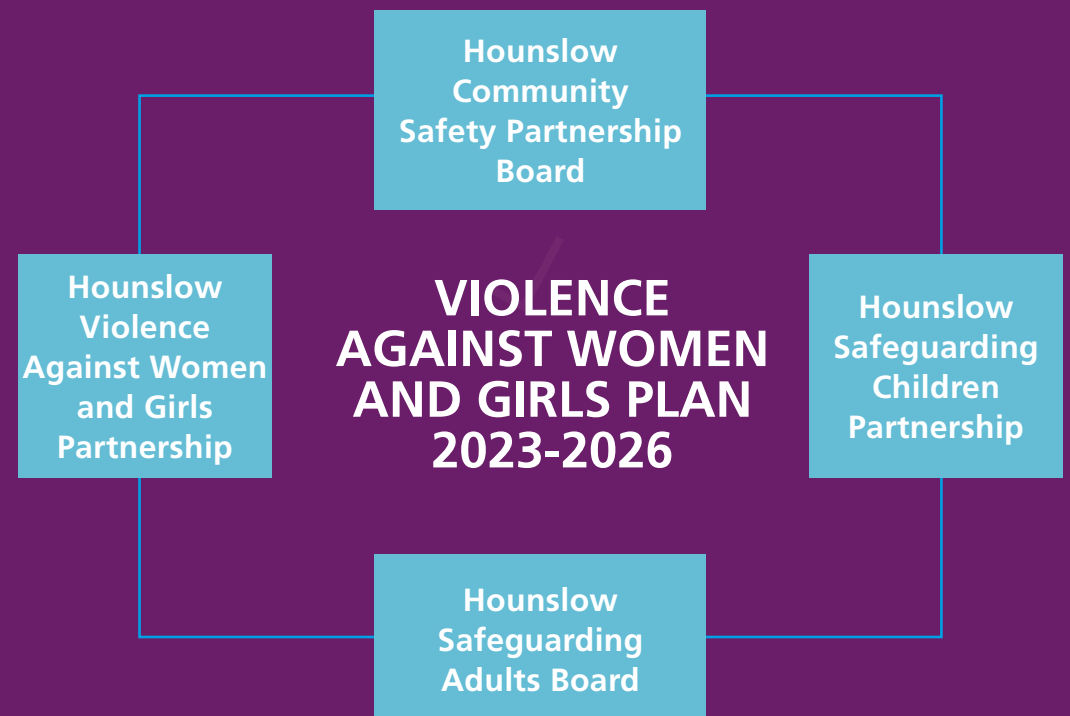 Hounslow
Community
Safety Partnership
Board
Hounslow
Violence
Against Women
and Girls
Partnership
VIOLENCE
AGAINST WOMEN
AND GIRLS PLAN
2023-2026
Hounslow
Safeguarding
Children
Partnership
Hounslow
Safeguarding
Adults Board